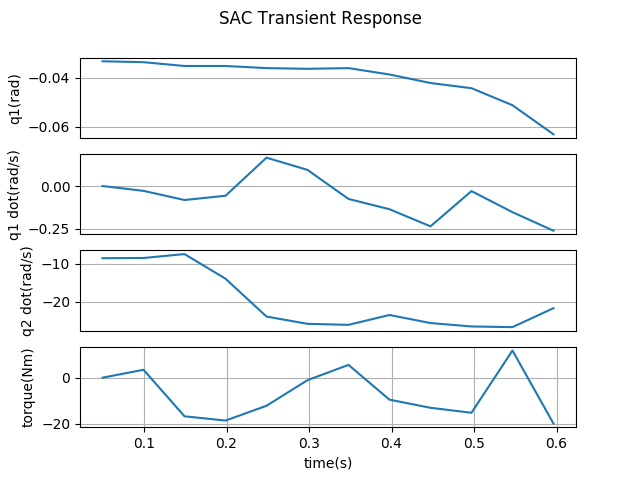 SAC Transient Response
q1(rad)
−0.04
−0.06
q1 dot(rad/s)
0.00
−0.25
q2 dot(rad/s)
−10
−20
torque(Nm)
0
−20
0.1 0.2 0.3 0.4 0.5 0.6
time(s)